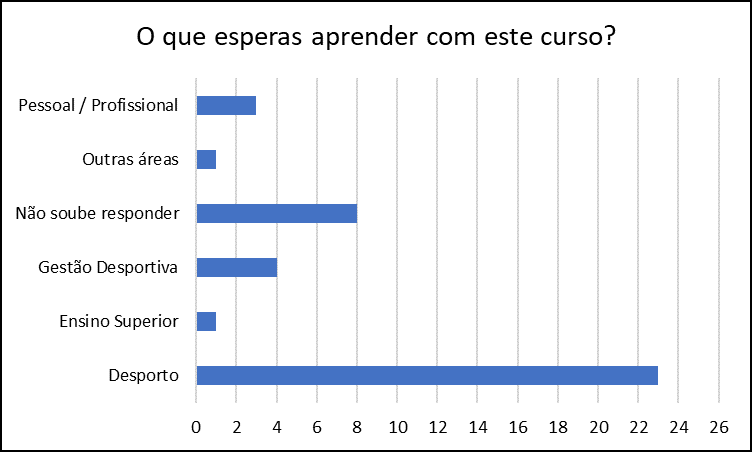 O que esperas aprender com este curso?
Pessoal / Profissional
Outras áreas
Não soube responder
Gestão Desportiva
Ensino Superior
Desporto
0 2 4 6 8 10 12 14 16 18 20 22 24 26